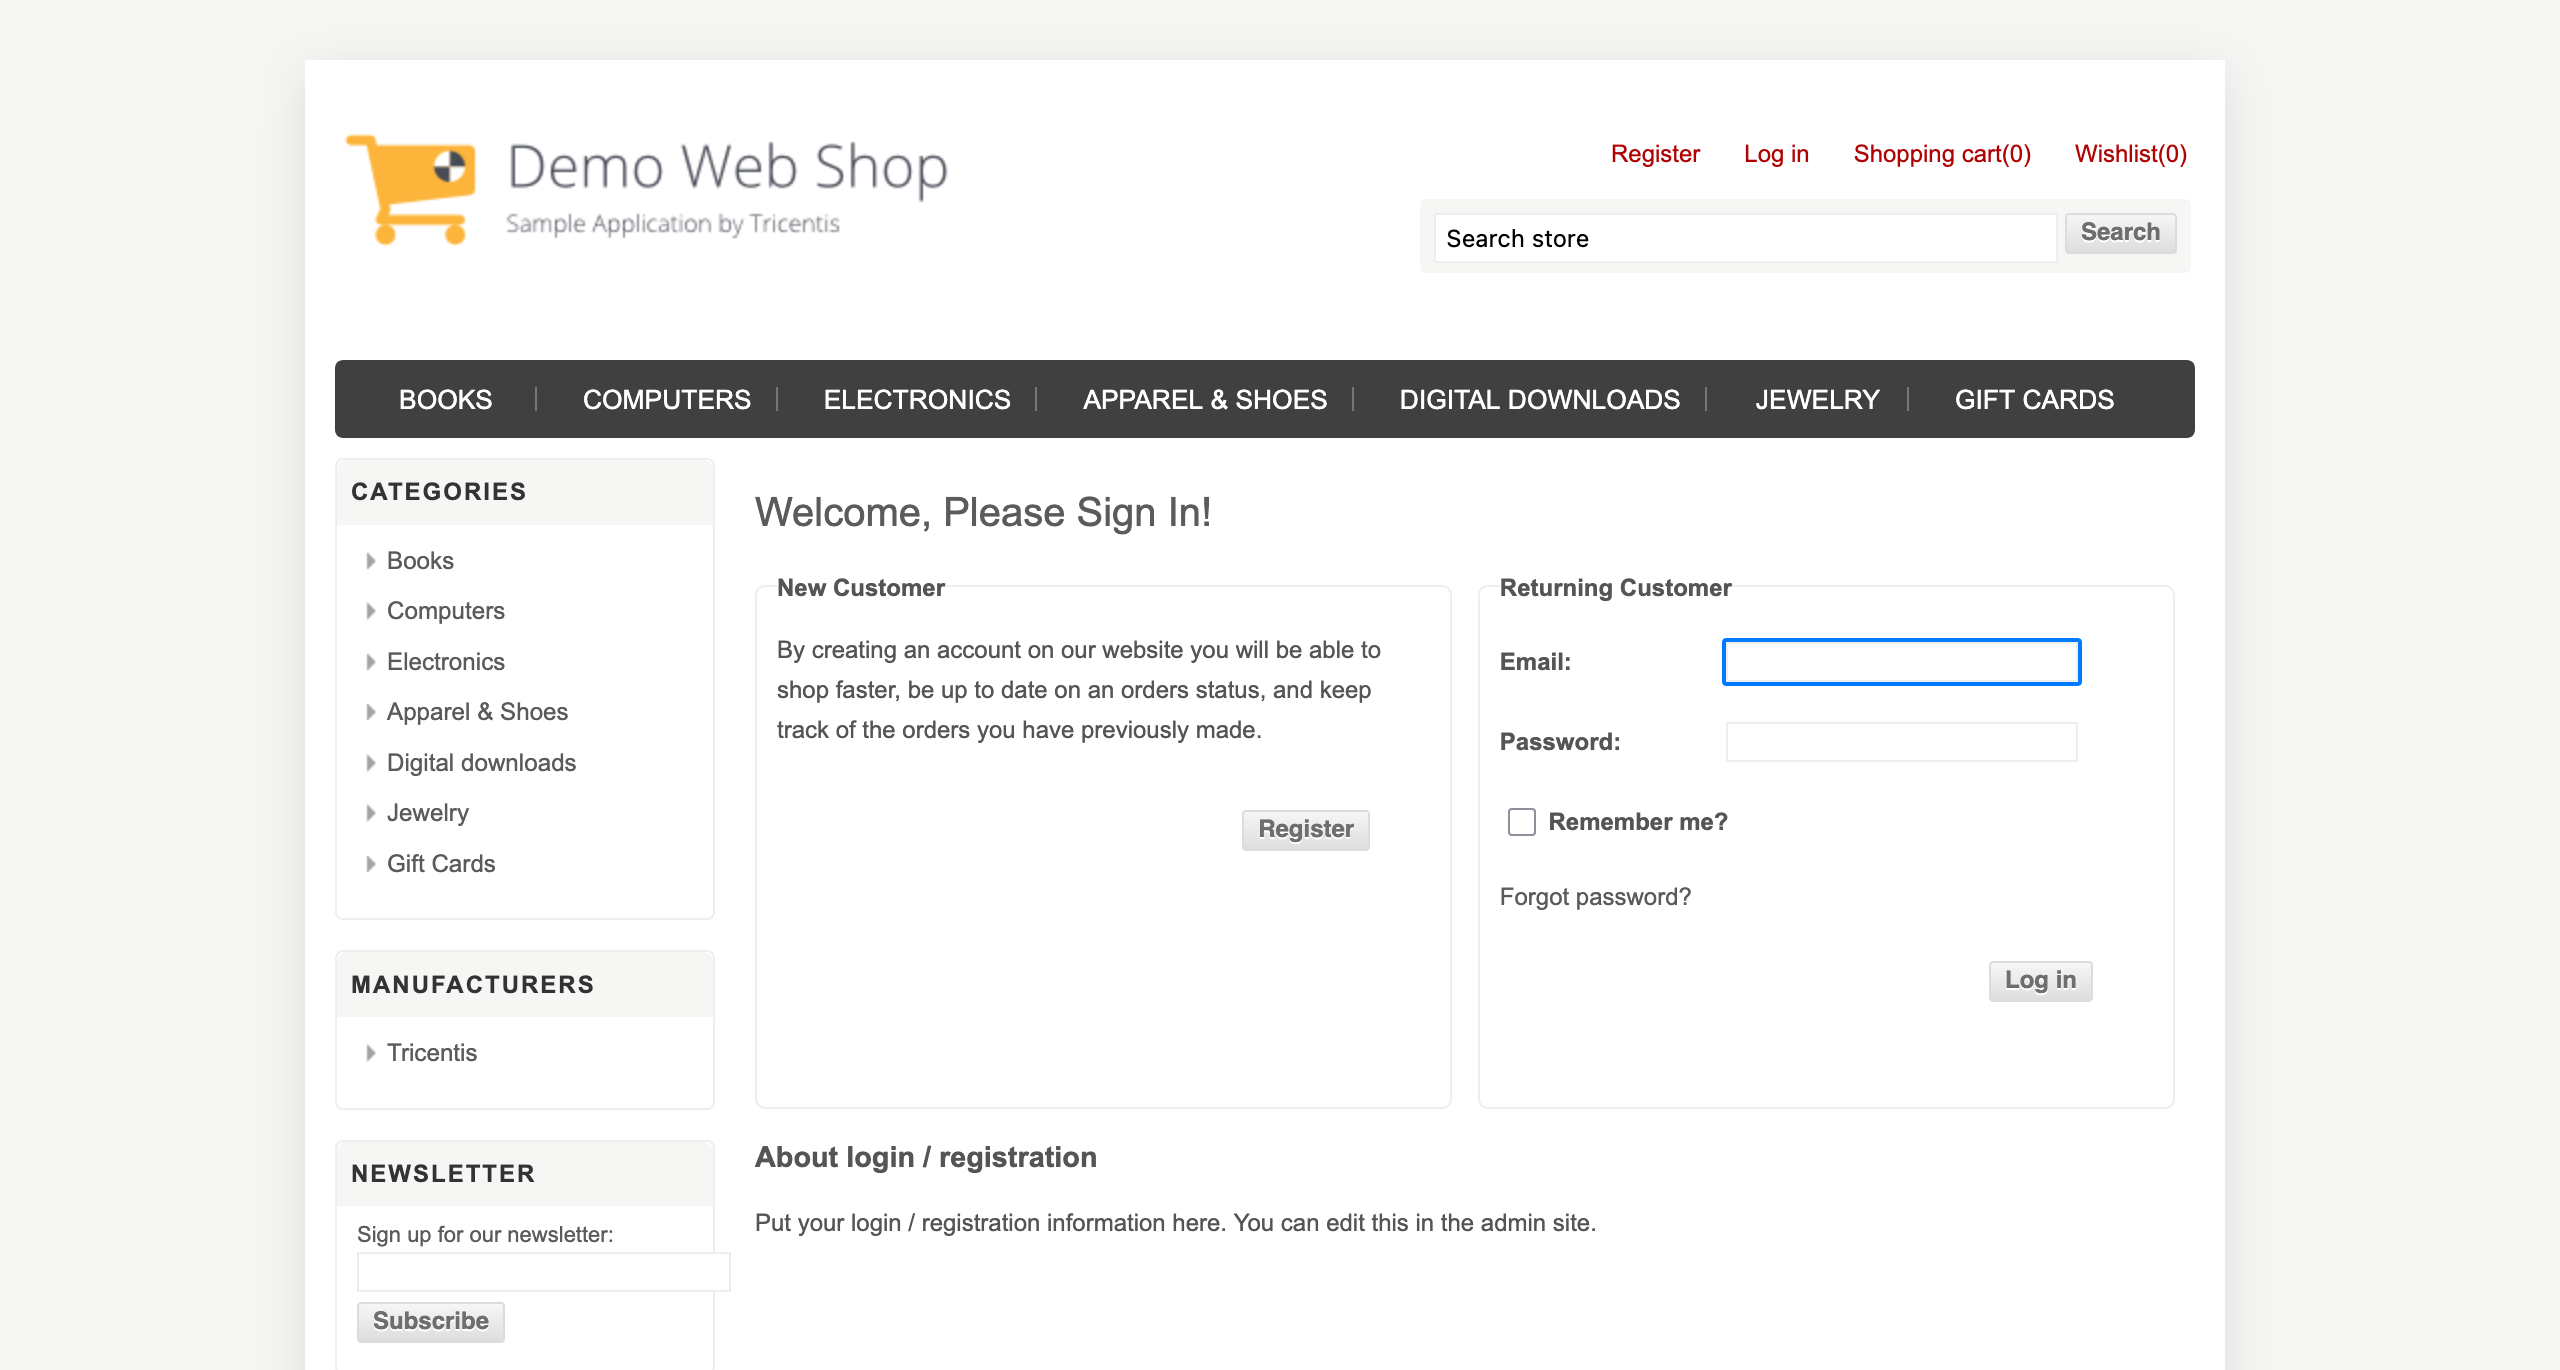 Demo Web Shop
Sample Application by Tricentis
Register Log in Shopping cart(0) Wishlist(0)
Search store Search
BOOKS COMPUTERS ELECTRONICS APPAREL & SHOES DIGITAL DOWNLOADS JEWELRY GIFT CARDS
CATEGORIES
Books
Computers
Electronics
Apparel & Shoes
Digital downloads
Jewelry
Gift Cards
MANUFACTURERS
Tricentis
NEWSLETTER
Sign up for our newsletter:
Subscribe
Welcome, Please Sign In!
New Customer
By creating an account on our website you will be able to
shop faster, be up to date on an orders status, and keep
track of the orders you have previously made.
Register
Returning Customer
Email:
Password:
Remember me?
Forgot password?
Log in
About login / registration
Put your login / registration information here. You can edit this in the admin site.